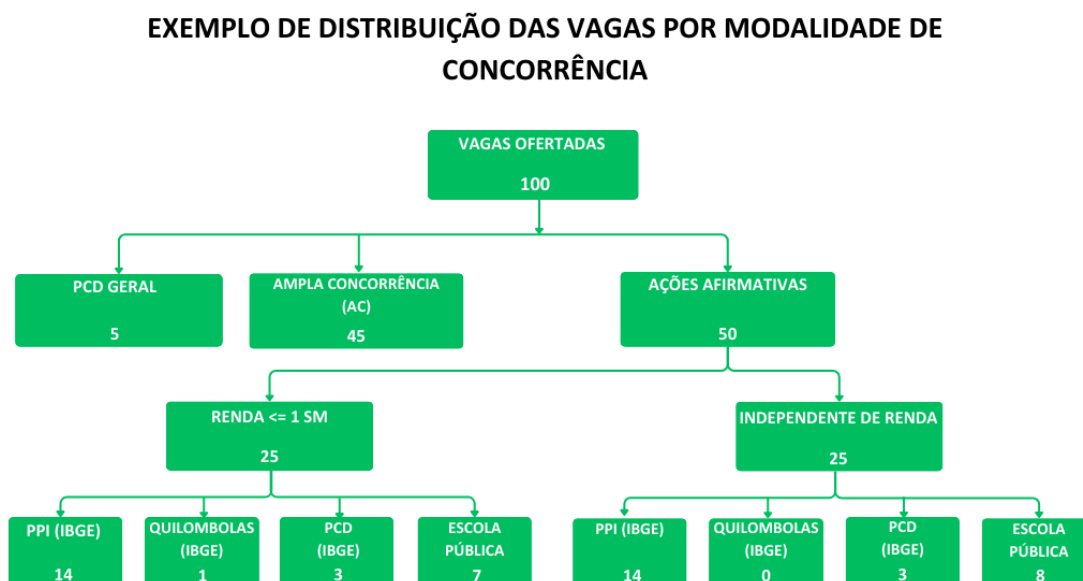 EXEMPLO DE DISTRIBUIÇÃO DAS VAGAS POR MODALIDADE DE
CONCORRÊNCIA
VAGAS OFERTADAS
100
PCD GERAL
5
AMPLA CONCORRÊNCIA
(AC)
45
AÇÕES AFIRMATIVAS
50
RENDA <= 1 SM
25
INDEPENDENTE DE RENDA
25
PPI (IBGE)
14
QUILOMBOLAS
(IBGE)
1
PCD
(IBGE)
3
ESCOLA
PÚBLICA
7
PPI (IBGE)
14
QUILOMBOLAS
(IBGE)
0
PCD
(IBGE)
3
ESCOLA
PÚBLICA
8